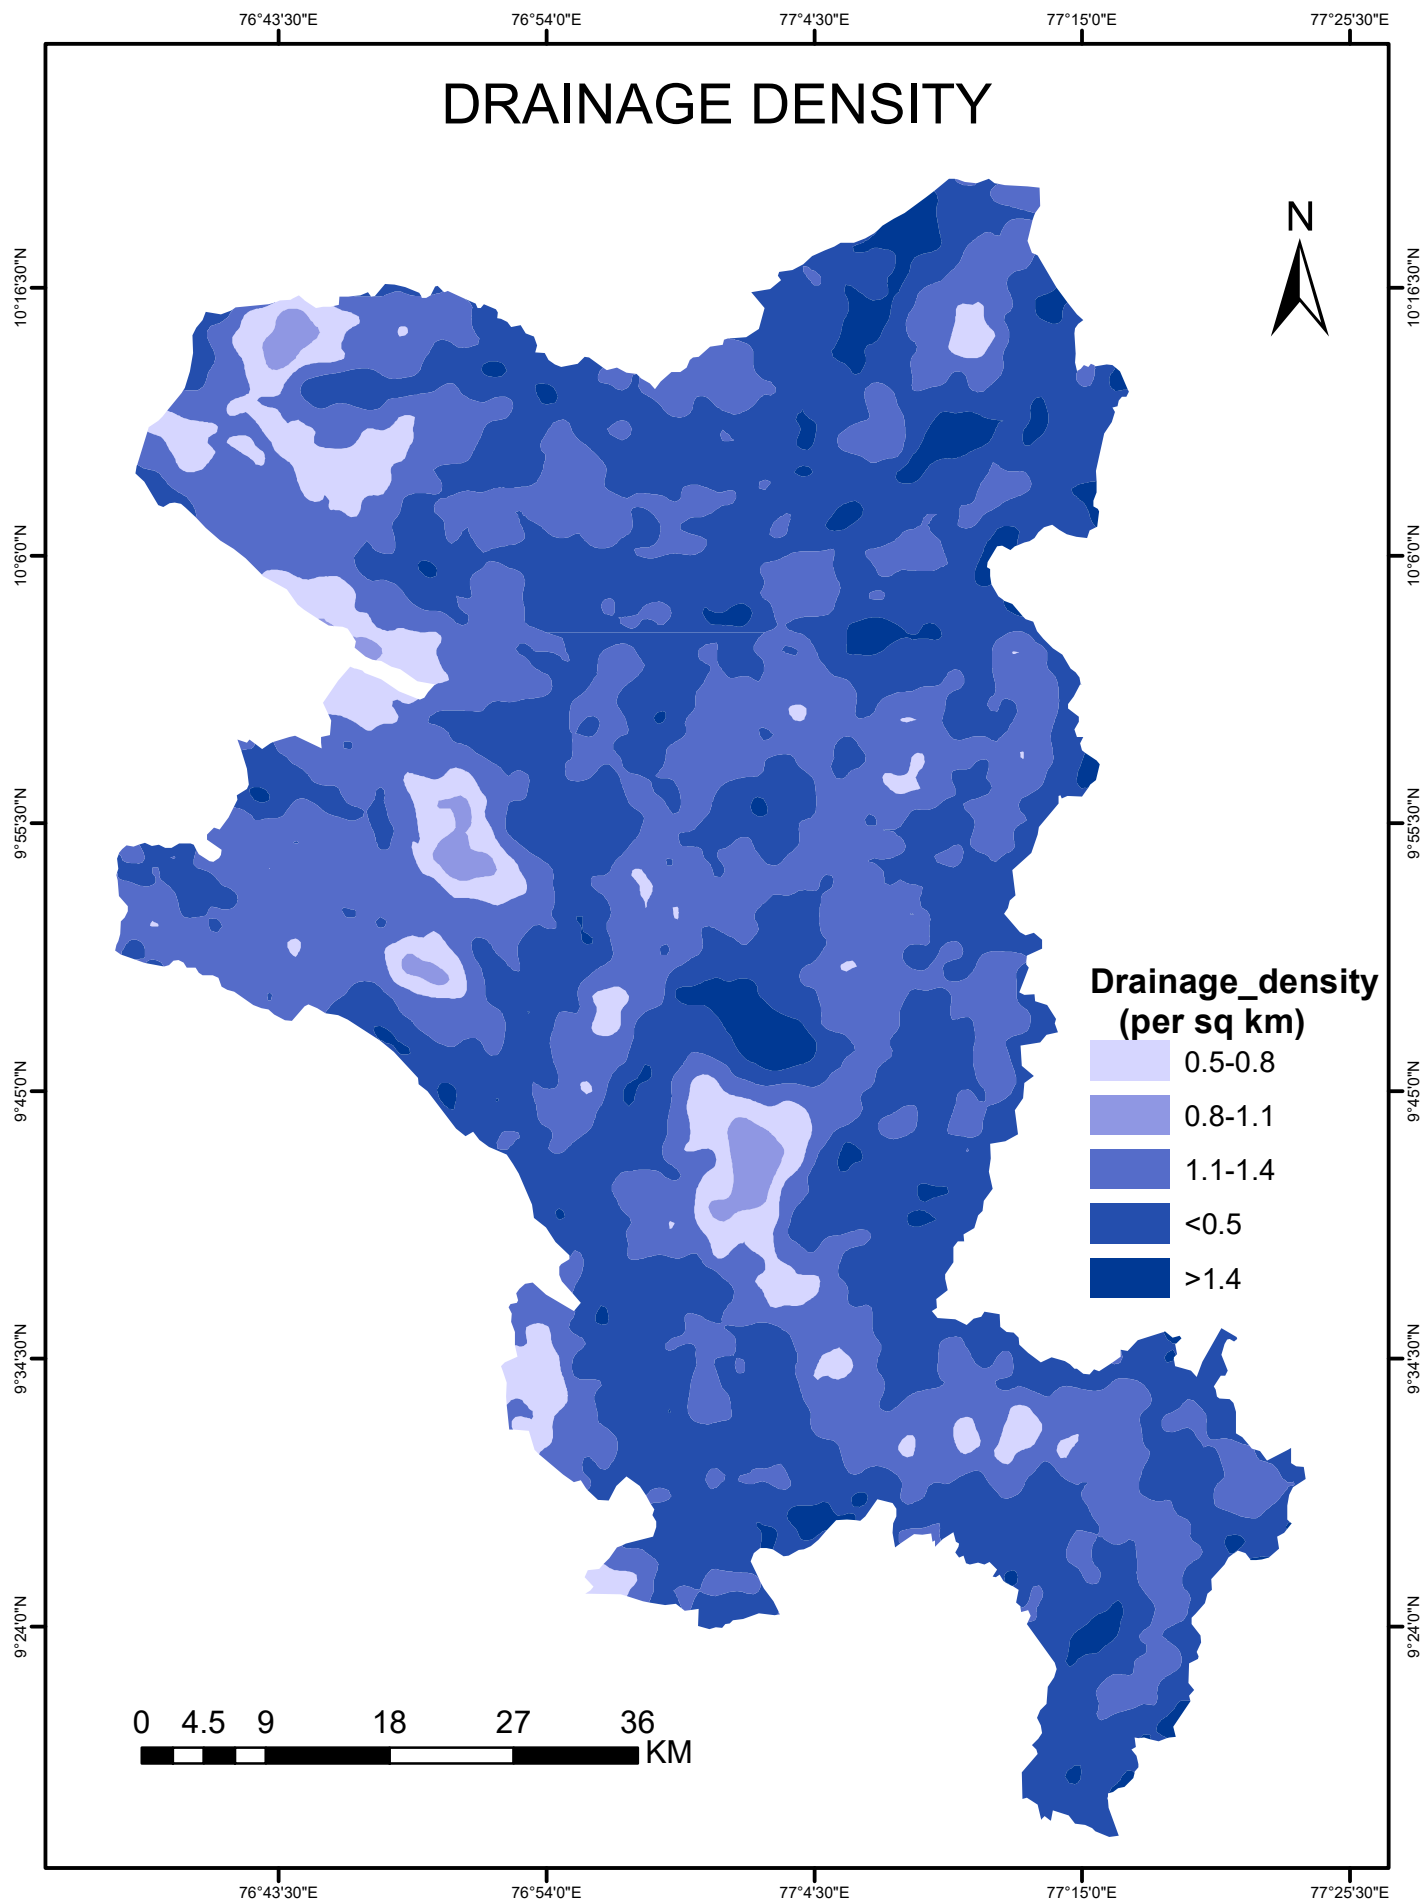 76°43'30"E 76°54'0"E 77°4'30"E 77°15'0"E 77°25'30"E
DRAINAGE DENSITY
N
10°16'30"N 10°16'30"N
10°6'0"N 10°6'0"N
9°55'30"N 9°55'30"N
Drainage_density
(per sq km)
0.5-0.8
0.8-1.1
9°45'0"N 9°45'0"N
1.1-1.4
<0.5
>1.4
9°34'30"N 9°34'30"N
9°24'0"N 9°24'0"N
0 4.5 9 18 27 36
KM
76°43'30"E 76°54'0"E 77°4'30"E 77°15'0"E 77°25'30"E